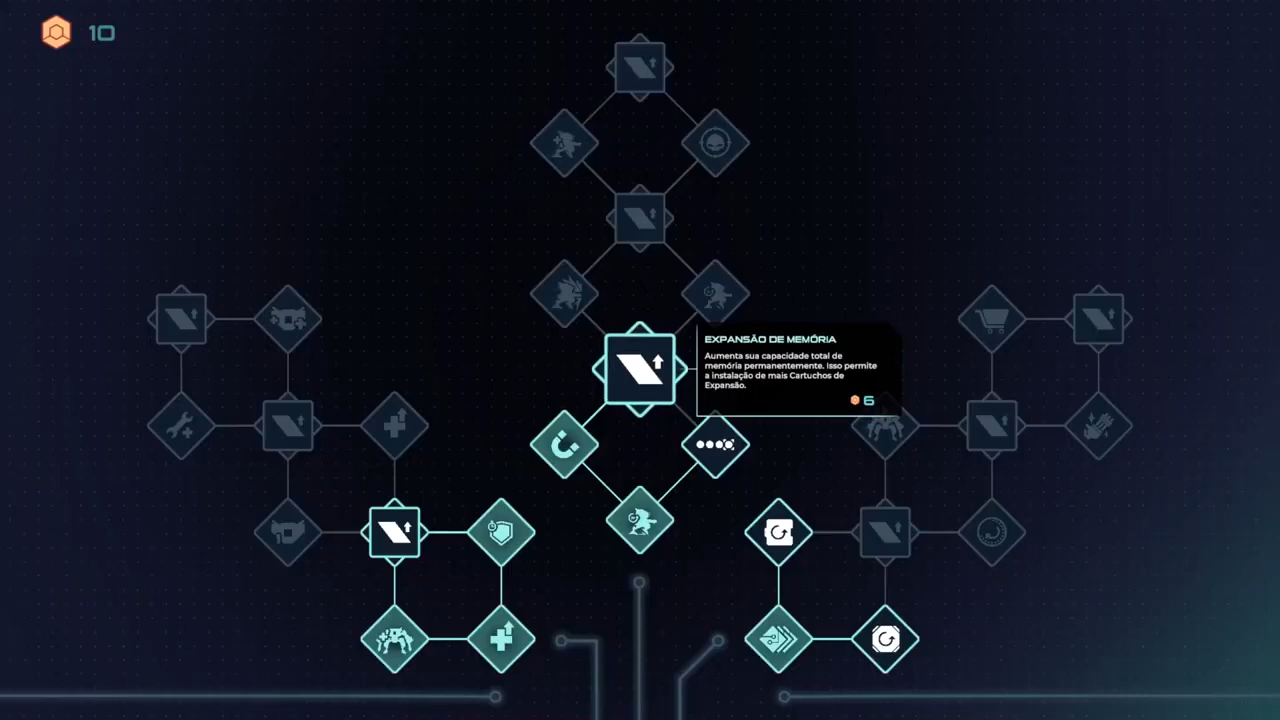 10
EXPANSÃO DE MEMÓRIA
Aumenta sua capacidade total de
memória permanentemente. Isso permite
a instalação de mais Cartuchos de
Expansão.
6